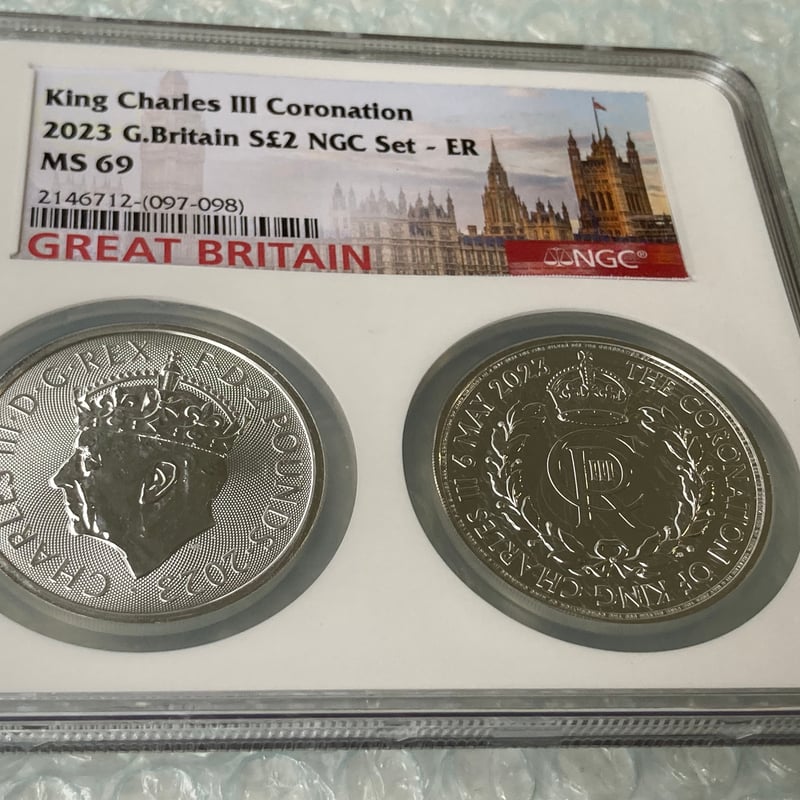 King Charles III Coronation
2023 G.Britain S£2 NGC Set - ER
MS 69
2146712-(097-098)
GREAT BRITAIN
NGC®
CHARLES III D·G·REX·F·D·2 POUNDS·2023·
THE CORONATION OF KING CHARLES III 6 MAY 2023
CIIIR